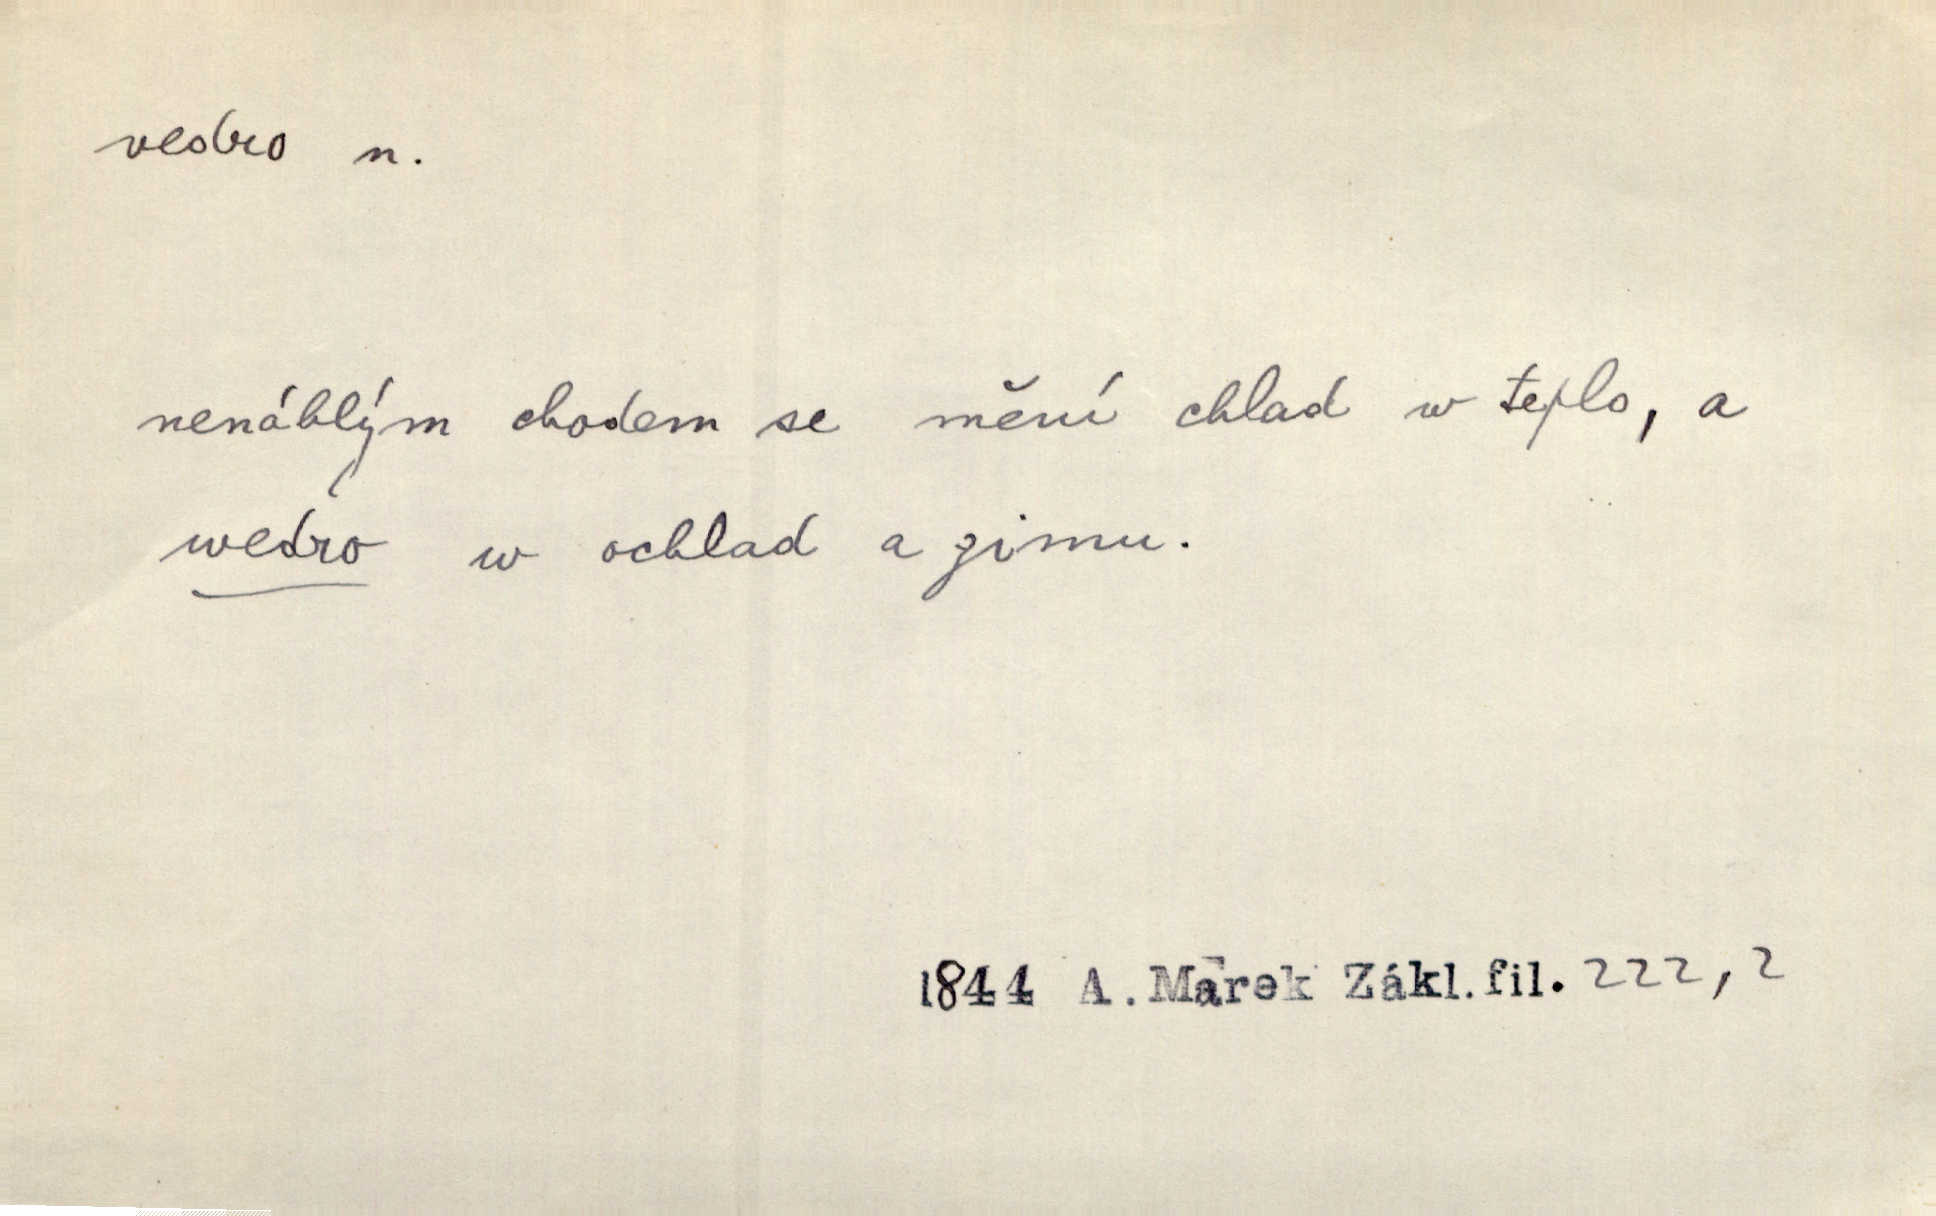 vedro n.
nenáhlým chodem se mění chlad w teplo, a
wedro w ochlad a zimu.
1844 A. Marek Zákl. fil. 222, 2